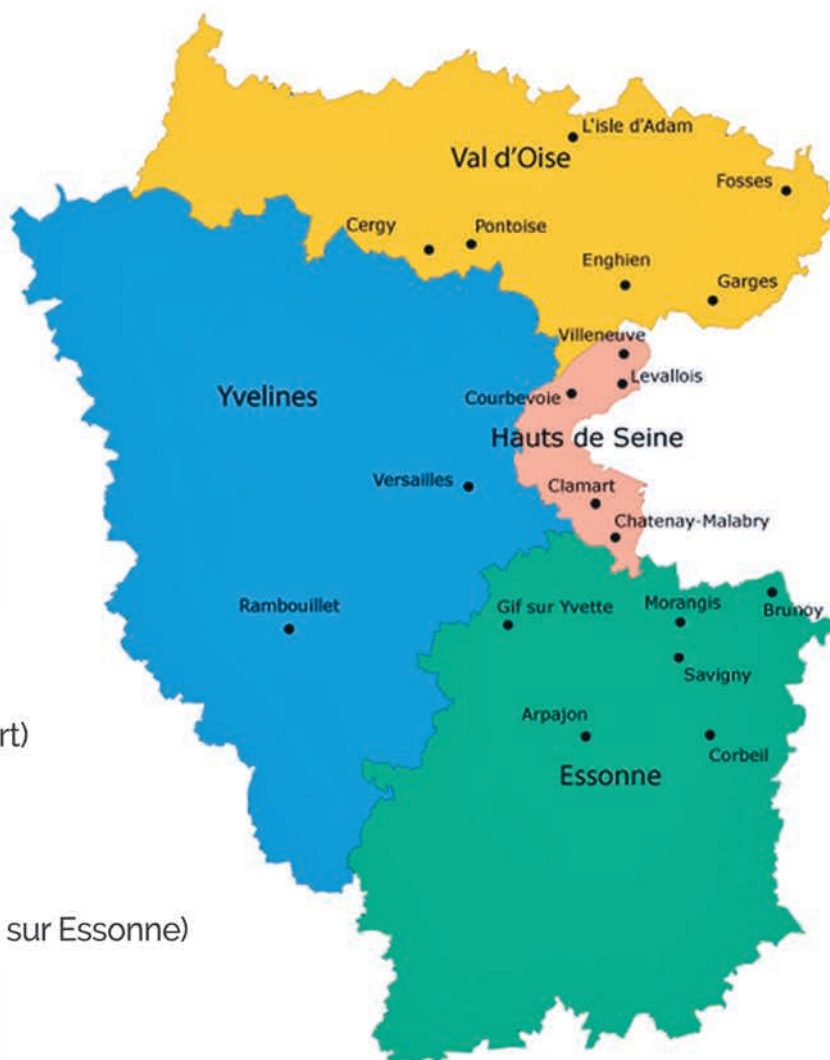 L'isle d'Adam
Val d'Oise
Fosses
Cergy
Pontoise
Enghien
Garges
Villeneuve
Levallois
Yvelines
Courbevoie
Hauts de Seine
Versailles
Clamart
Chatenay-Malabry
Rambouillet
Gif sur Yvette
Morangis
Brunoy
Savigny
Arpajon
rt)
Corbeil
Essonne
sur Essonne)